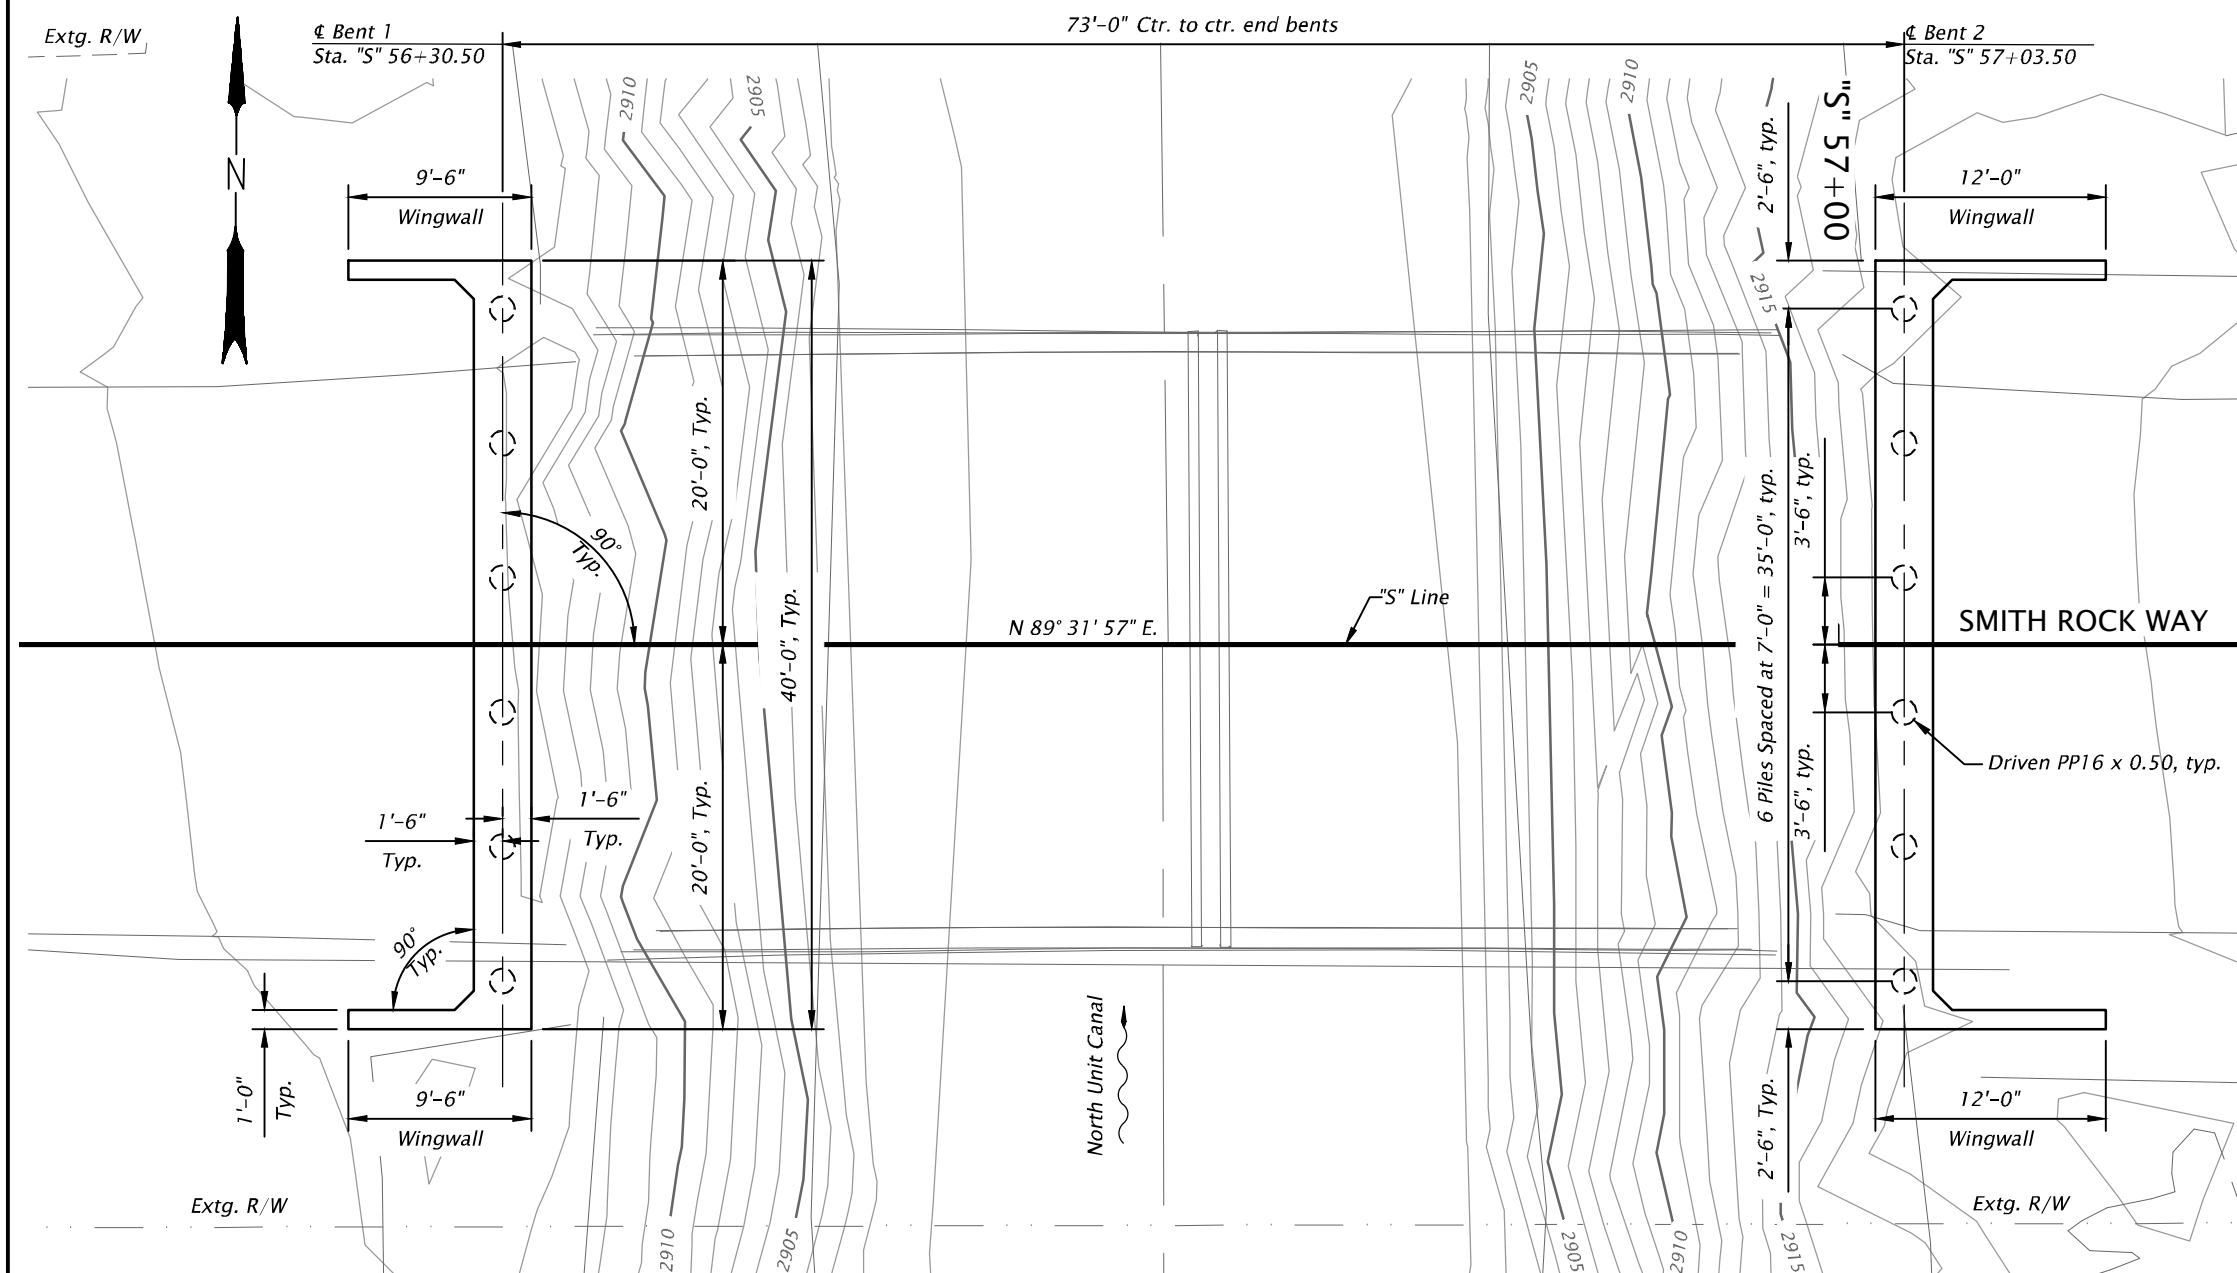 Extg. R/W
℄ Bent 1
Sta. "S" 56+30.50
73'-0" Ctr. to ctr. end bents
℄ Bent 2
Sta. "S" 57+03.50
2910
2905
2905
2910
2'-6", typ.
"S" 57+00
N
9'-6"
Wingwall
12'-0"
Wingwall
2915
20'-0", Typ.
90°
Typ.
40'-0", Typ.
6 Piles Spaced at 7'-0" = 35'-0", typ.
3'-6", typ.
"S" Line
N 89° 31' 57" E.
SMITH ROCK WAY
Driven PP16 x 0.50, typ.
3'-6", typ.
20'-0", Typ.
1'-6"
Typ.
1'-6"
Typ.
90°
Typ.
North Unit Canal
1'-0"
Typ.
9'-6"
Wingwall
2'-6", Typ.
12'-0"
Wingwall
Extg. R/W
Extg. R/W
2910
2905
2905
2910
2915